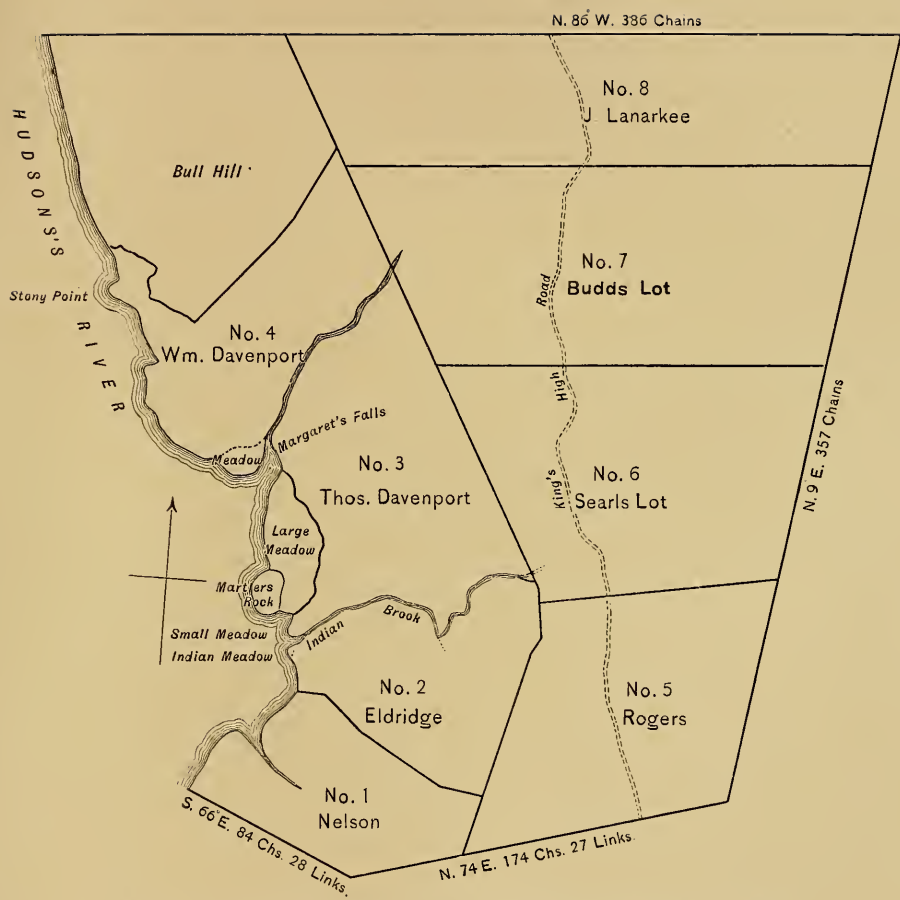 N. 86° W. 386 Chains
No. 8
J. Lanarkee
HUDSONS'S
RIVER
Bull Hill
Stony Point
No. 7
Budds Lot
King's High Road
No. 4
Wm. Davenport
Margaret's Falls
Meadow
No. 3
Thos. Davenport
N. 9° E. 357 Chains
No. 6
Searls Lot
Large
Meadow
Martlers
Rock
Small Meadow
Indian Meadow
Indian Brook
No. 2
Eldridge
No. 5
Rogers
No. 1
Nelson
S. 66° E. 84 Chs. 28 Links.
N. 74 E. 174 Chs. 27 Links.